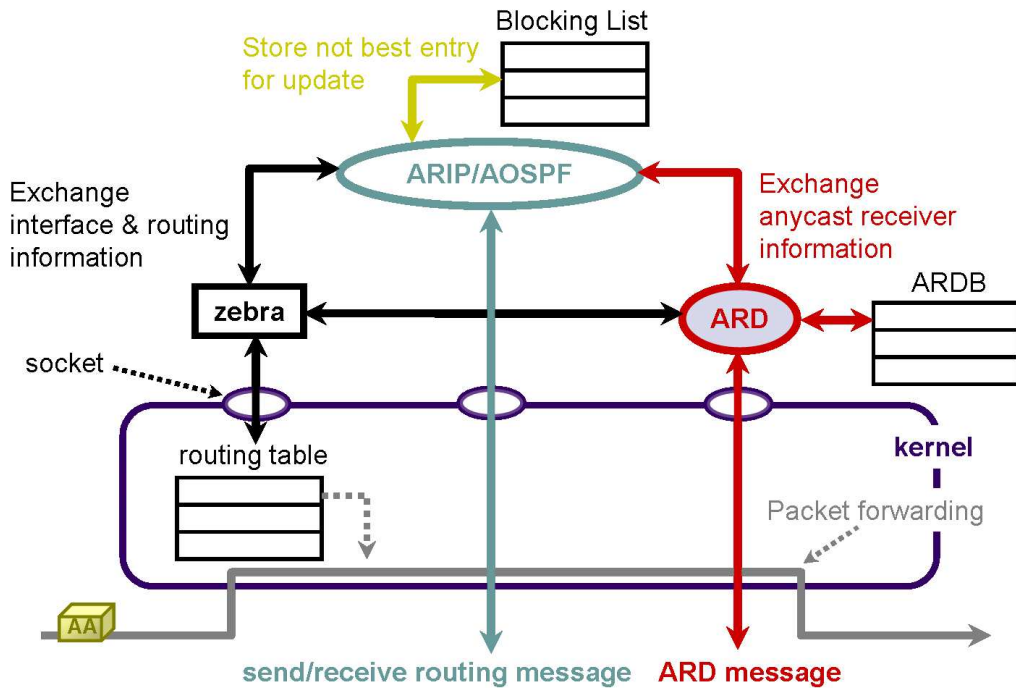 Blocking List
Store not best entry
for update
ARIP/AOSPF
Exchange
interface & routing
information
Exchange
anycast receiver
information
ARDB
zebra
ARD
socket
kernel
routing table
Packet forwarding
AA
send/receive routing message
ARD message